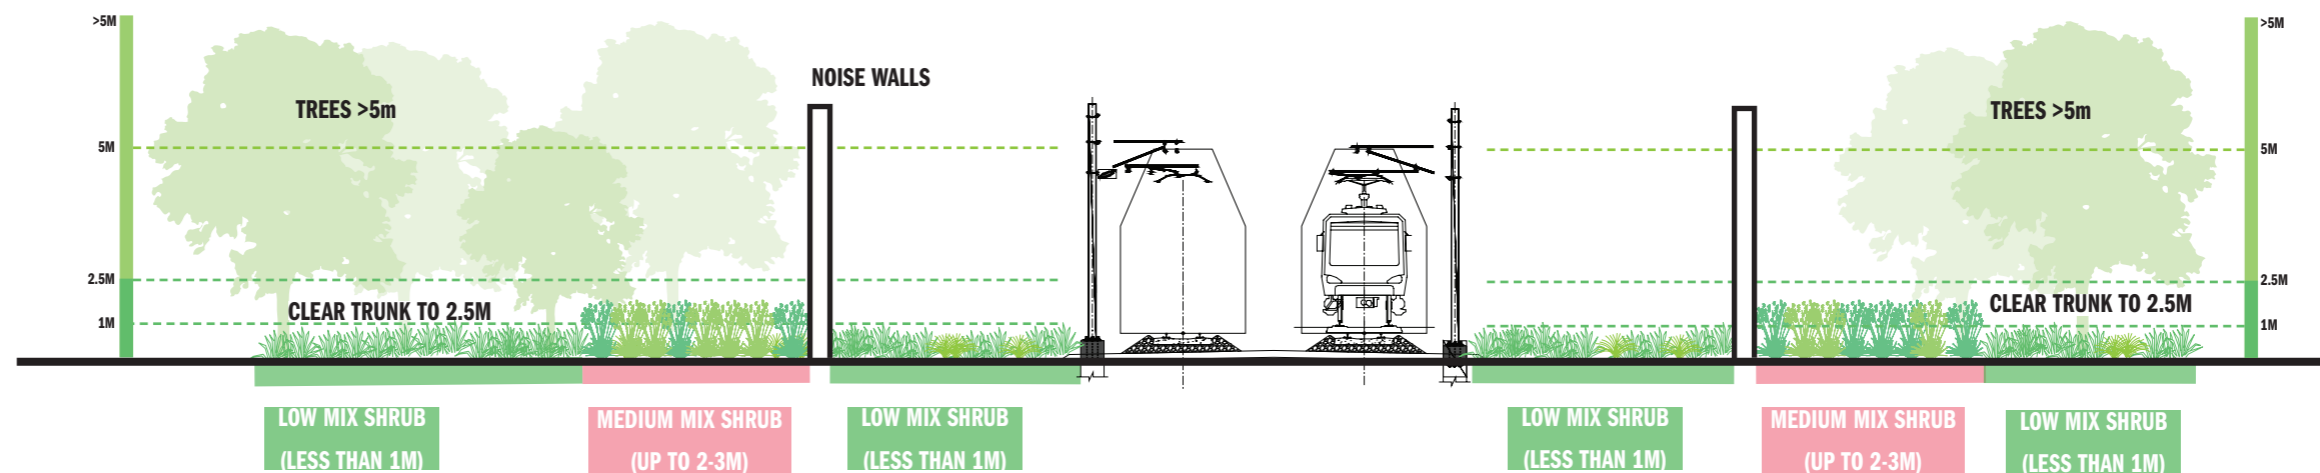 >5M
>5M
NOISE WALLS
TREES >5m
TREES >5m
5M
5M
2.5M
2.5M
CLEAR TRUNK TO 2.5M
CLEAR TRUNK TO 2.5M
1M
1M
LOW MIX SHRUB
(LESS THAN 1M)
MEDIUM MIX SHRUB
(UP TO 2-3M)
LOW MIX SHRUB
(LESS THAN 1M)
LOW MIX SHRUB
(LESS THAN 1M)
MEDIUM MIX SHRUB
(UP TO 2-3M)
LOW MIX SHRUB
(LESS THAN 1M)